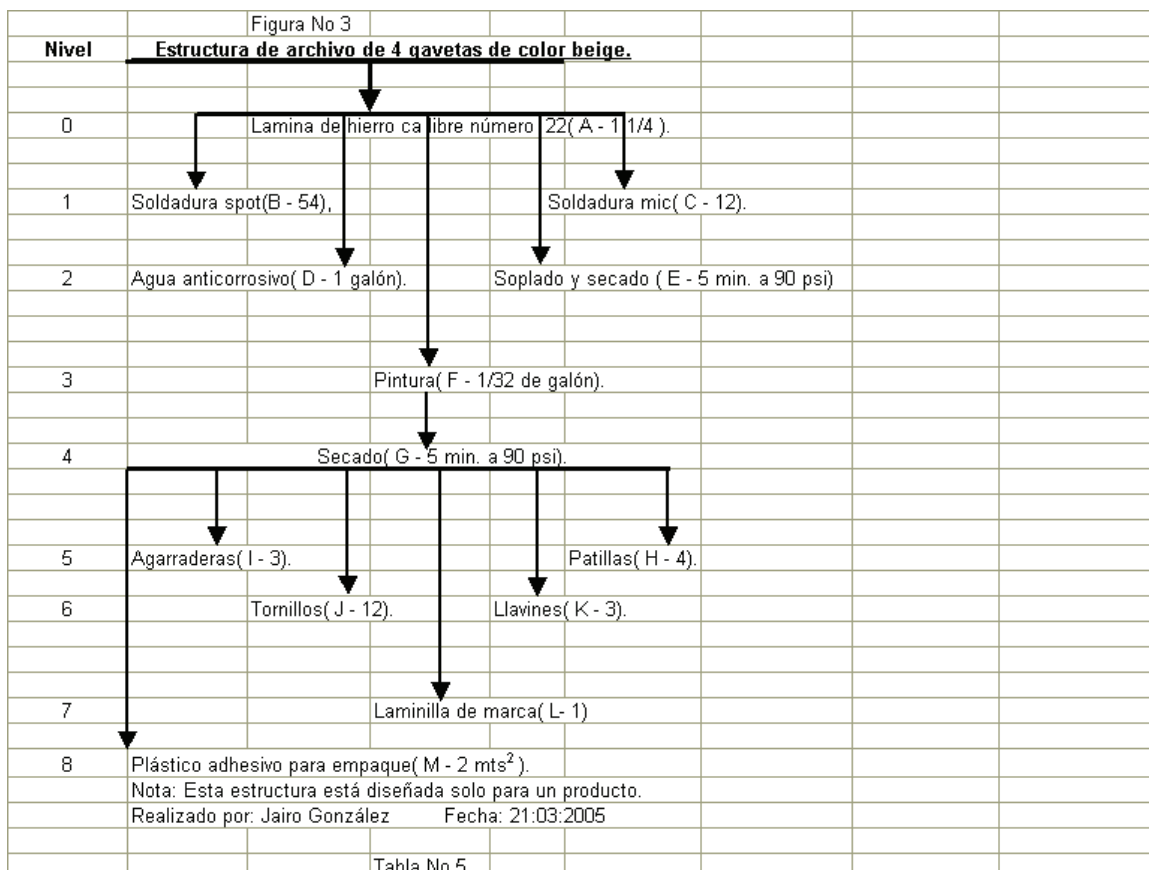 Figura No 3
Nivel Estructura de archivo de 4 gavetas de color beige.
0 Lamina de hierro ca libre número 22( A - 1 1/4 ).
1 Soldadura spot(B - 54), Soldadura mic( C - 12).
2 Agua anticorrosivo( D - 1 galón). Soplado y secado ( E - 5 min. a 90 psi)
3 Pintura( F - 1/32 de galón).
4 Secado( G - 5 min. a 90 psi).
5 Agarraderas( I - 3). Patillas( H - 4).
6 Tornillos( J - 12). Llavines( K - 3).
7 Laminilla de marca( L- 1)
8 Plástico adhesivo para empaque( M - 2 mts² ).
Nota: Esta estructura está diseñada solo para un producto.
Realizado por: Jairo González Fecha: 21:03:2005
Tabla No 5